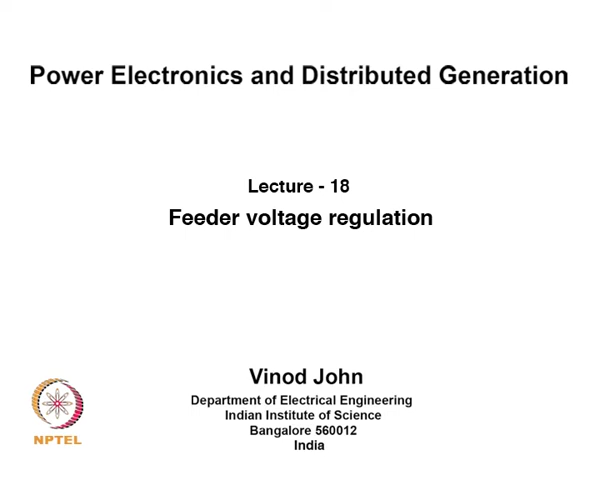 Power Electronics and Distributed Generation
Lecture - 18
Feeder voltage regulation
Vinod John
Department of Electrical Engineering
Indian Institute of Science
Bangalore 560012
India
NPTEL